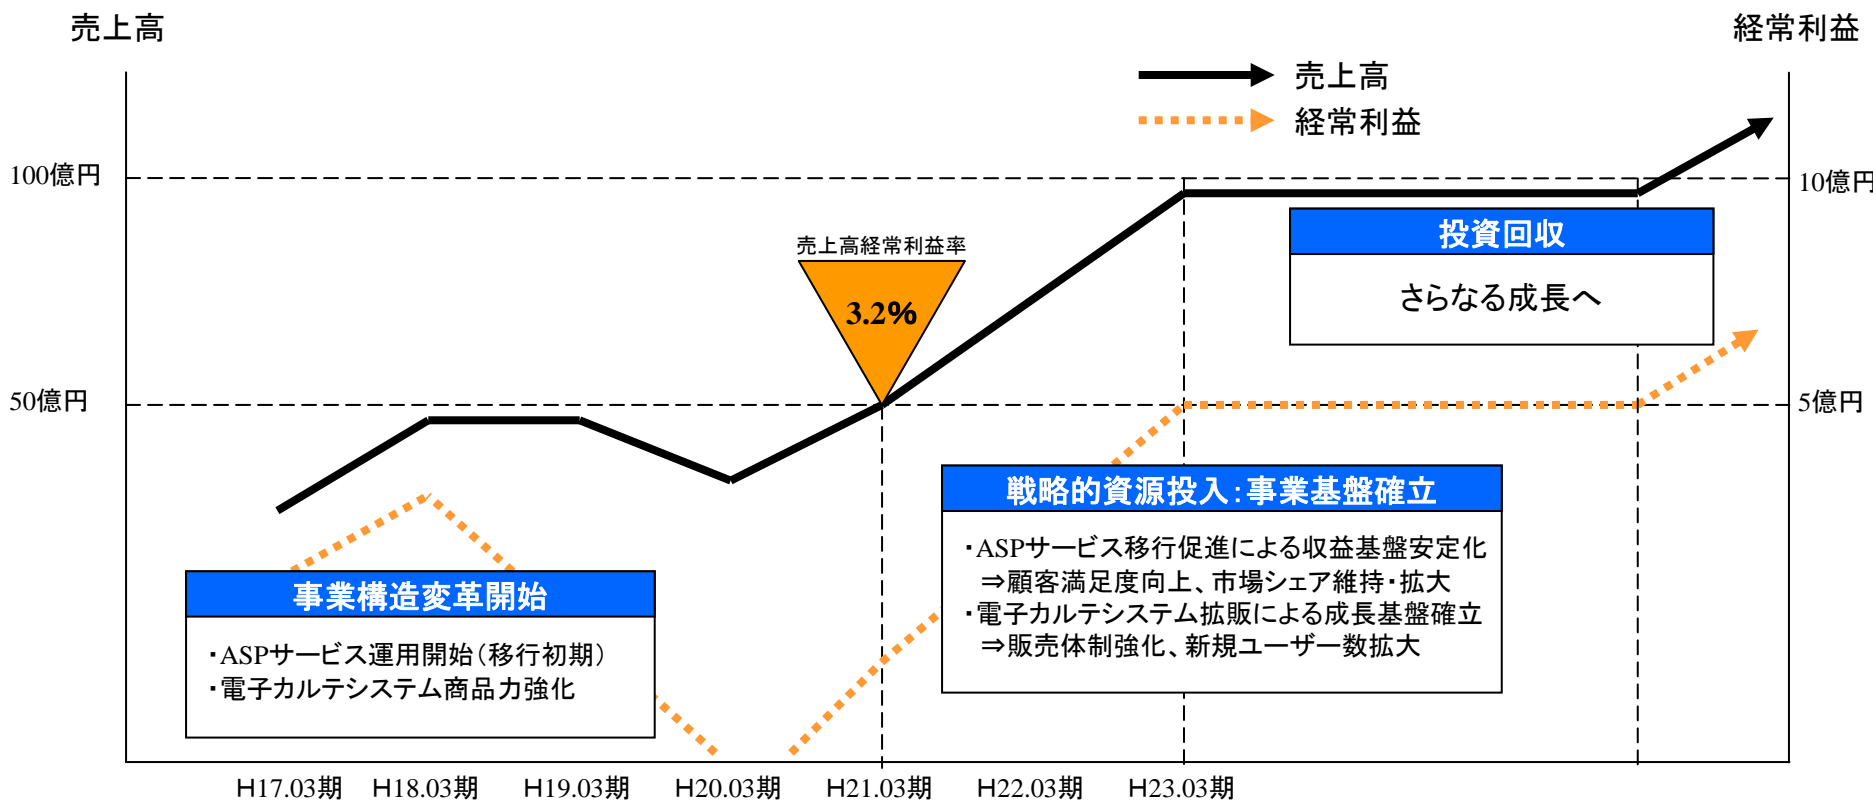 売上高
経常利益
売上高
経常利益
100億円
10億円
投資回収
さらなる成長へ
売上高経常利益率
3.2%
50億円
5億円
戦略的資源投入:事業基盤確立
・ASPサービス移行促進による収益基盤安定化
⇒顧客満足度向上、市場シェア維持・拡大
・電子カルテシステム拡販による成長基盤確立
⇒販売体制強化、新規ユーザー数拡大
事業構造変革開始
・ASPサービス運用開始(移行初期)
・電子カルテシステム商品力強化
H17.03期 H18.03期 H19.03期 H20.03期 H21.03期 H22.03期 H23.03期